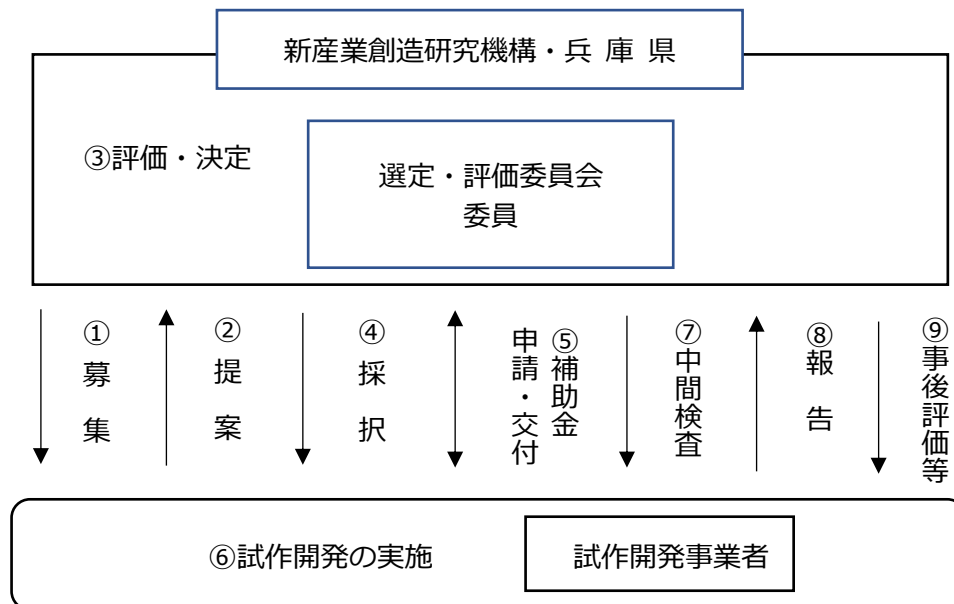 新産業創造研究機構・兵 庫 県
③評価・決定
選定・評価委員会
委員
①募集
②提案
④採択
⑤補助金
申請・交付
⑦中間検査
⑧報告
⑨事後評価等
⑥試作開発の実施
試作開発事業者